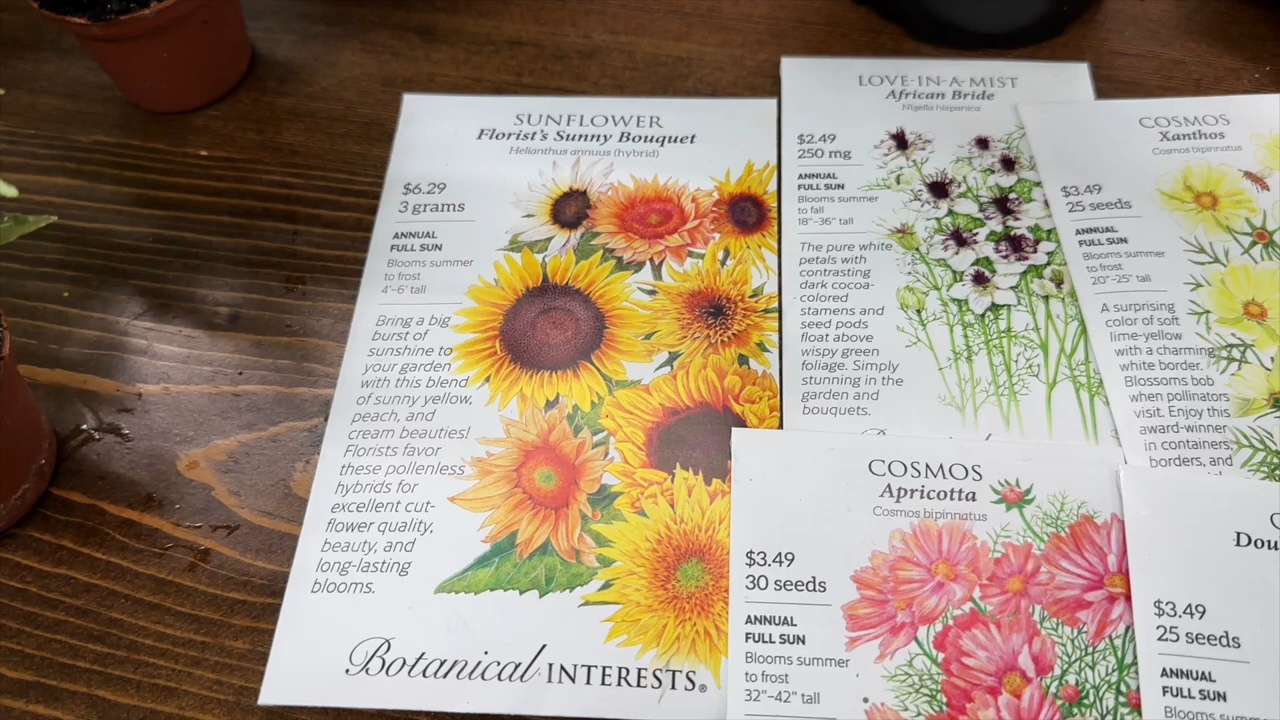 SUNFLOWER
Florist's Sunny Bouquet
Helianthus annuus (hybrid)
$6.29
3 grams
ANNUAL
FULL SUN
Blooms summer
to frost
4'–6' tall
Bring a big
burst of
sunshine to
your garden
with this blend
of sunny yellow,
peach, and
cream beauties!
Florists favor
these pollenless
hybrids for
excellent cut-
flower quality,
beauty, and
long-lasting
blooms.
Botanical INTERESTS®
LOVE-IN-A-MIST
African Bride
Nigella hispanica
$2.49
250 mg
ANNUAL
FULL SUN
Blooms summer
to fall
18"–36" tall
The pure white
petals with
contrasting
dark cocoa-
colored
stamens and
seed pods
float above
wispy green
foliage. Simply
stunning in the
garden and
bouquets.
COSMOS
Xanthos
Cosmos bipinnatus
$3.49
25 seeds
ANNUAL
FULL SUN
Blooms summer
to frost
20"–25" tall
A surprising
color of soft
lime-yellow
with a charming
white border.
Blossoms bob
when pollinators
visit. Enjoy this
award-winner
in containers,
borders, and
COSMOS
Apricotta
Cosmos bipinnatus
$3.49
30 seeds
ANNUAL
FULL SUN
Blooms summer
to frost
32"–42" tall
Dou
$3.49
25 seeds
ANNUAL
FULL SUN
Blooms summ